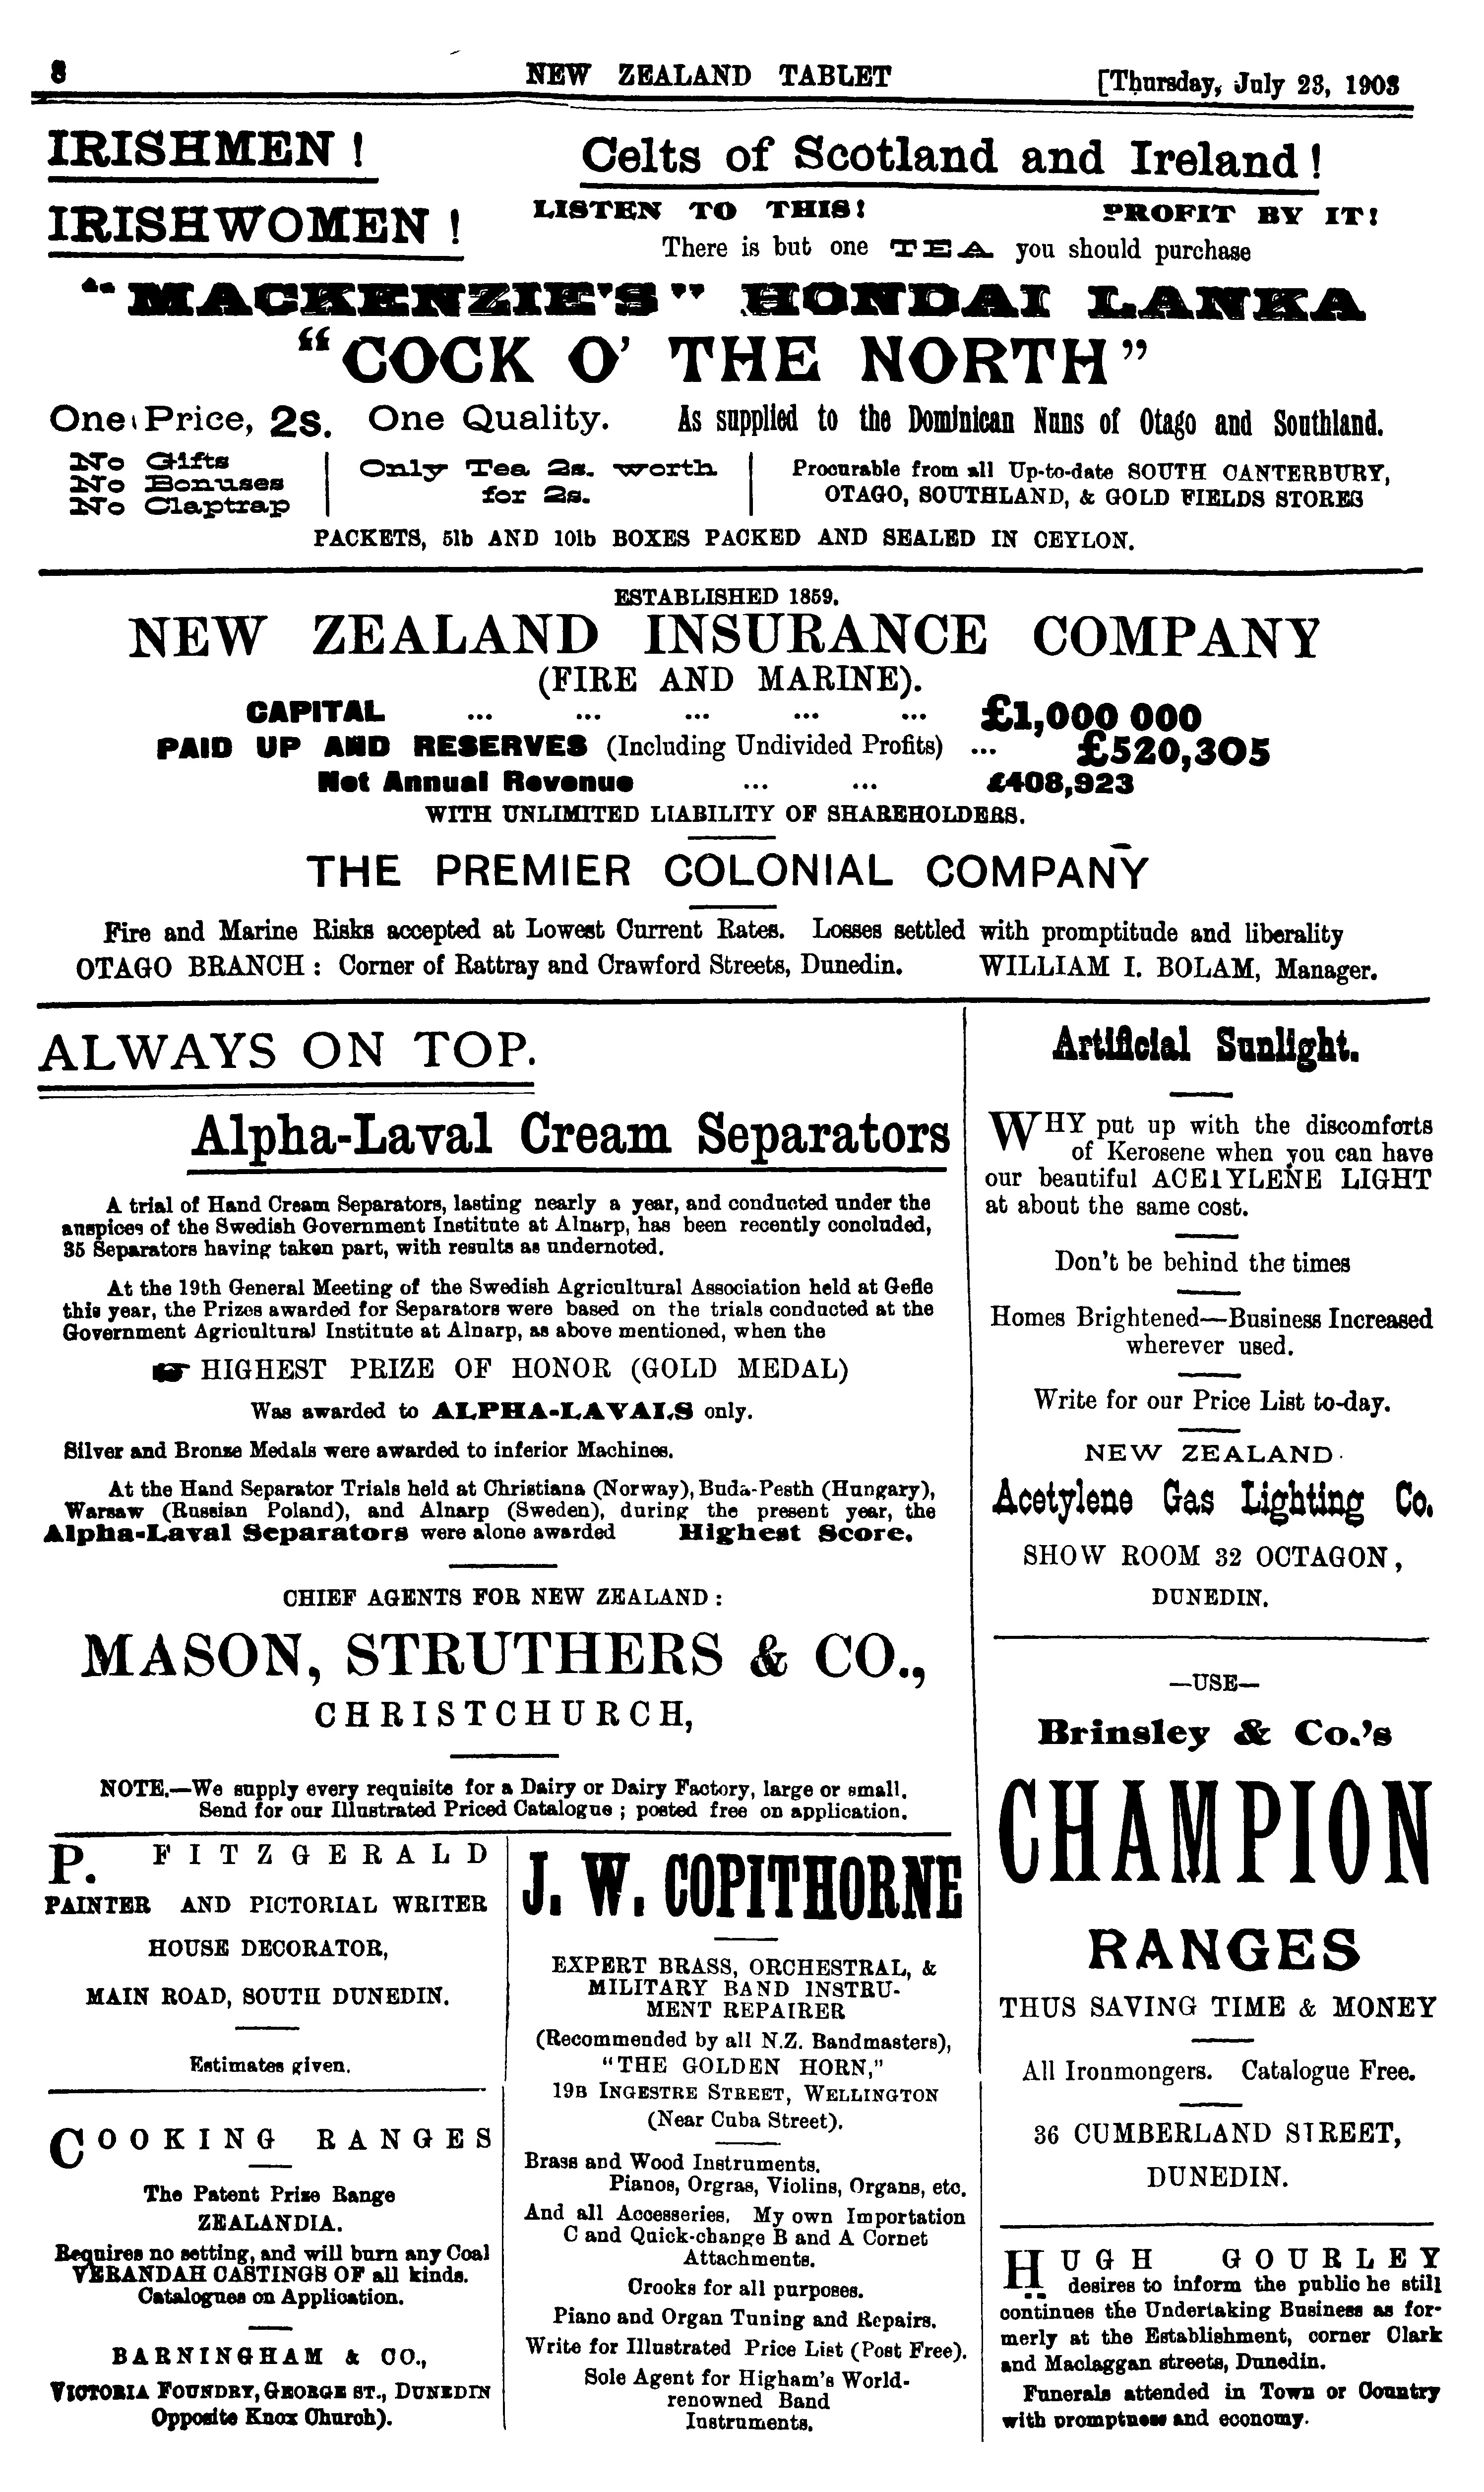 8
NEW ZEALAND TABLET
[Thursday, July 23, 1903
IRISHMEN !
IRISHWOMEN !
Celts of Scotland and Ireland !
LISTEN TO THIS! PROFIT BY IT!
There is but one TEA you should purchase
"MACKENZIE'S" HONDAI LANKA
"COCK O' THE NORTH"
One Price, 2s. One Quality. As supplied to the Dominican Nuns of Otago and Southland.
No Gifts
No Bonuses
No Claptrap
Only Tea 2s. worth
for 2s.
Procurable from all Up-to-date SOUTH CANTERBURY,
OTAGO, SOUTHLAND, & GOLD FIELDS STORES
PACKETS, 5lb AND 10lb BOXES PACKED AND SEALED IN CEYLON.
ESTABLISHED 1859.
NEW ZEALAND INSURANCE COMPANY
(FIRE AND MARINE).
CAPITAL ... ... ... ... ... £1,000 000
PAID UP AND RESERVES (Including Undivided Profits) ... £520,305
Net Annual Revenue ... ... £408,923
WITH UNLIMITED LIABILITY OF SHAREHOLDERS.
THE PREMIER COLONIAL COMPANY
Fire and Marine Risks accepted at Lowest Current Rates. Losses settled with promptitude and liberality
OTAGO BRANCH : Corner of Rattray and Crawford Streets, Dunedin. WILLIAM I. BOLAM, Manager.
ALWAYS ON TOP.
Alpha-Laval Cream Separators
A trial of Hand Cream Separators, lasting nearly a year, and conducted under the
auspices of the Swedish Government Institute at Alnarp, has been recently concluded,
35 Separators having taken part, with results as undernoted.
At the 19th General Meeting of the Swedish Agricultural Association held at Gefle
this year, the Prizes awarded for Separators were based on the trials conducted at the
Government Agricultural Institute at Alnarp, as above mentioned, when the
☛ HIGHEST PRIZE OF HONOR (GOLD MEDAL)
Was awarded to ALPHA-LAVALS only.
Silver and Bronze Medals were awarded to inferior Machines.
At the Hand Separator Trials held at Christiana (Norway), Buda-Pesth (Hungary),
Warsaw (Russian Poland), and Alnarp (Sweden), during the present year, the
Alpha-Laval Separators were alone awarded Highest Score.
CHIEF AGENTS FOR NEW ZEALAND :
MASON, STRUTHERS & CO.,
CHRISTCHURCH,
NOTE.—We supply every requisite for a Dairy or Dairy Factory, large or small.
Send for our Illustrated Priced Catalogue ; posted free on application.
P. FITZGERALD
PAINTER AND PICTORIAL WRITER
HOUSE DECORATOR,
MAIN ROAD, SOUTH DUNEDIN.
Estimates given.
COOKING RANGES
The Patent Prize Range
ZEALANDIA.
Requires no setting, and will burn any Coal
VERANDAH CASTINGS OF all kinds.
Catalogues on Application.
BARNINGHAM & CO.,
VICTORIA FOUNDRY, GEORGE ST., DUNEDIN
Opposite Knox Church).
J. W. COPITHORNE
EXPERT BRASS, ORCHESTRAL, &
MILITARY BAND INSTRU-
MENT REPAIRER
(Recommended by all N.Z. Bandmasters),
"THE GOLDEN HORN,"
19B INGESTRE STREET, WELLINGTON
(Near Cuba Street).
Brass and Wood Instruments.
Pianos, Orgras, Violins, Organs, etc.
And all Accesseries. My own Importation
C and Quick-change B and A Cornet
Attachments.
Crooks for all purposes.
Piano and Organ Tuning and Repairs.
Write for Illustrated Price List (Post Free).
Sole Agent for Higham's World-
renowned Band
Instruments.
Artificial Sunlight.
WHY put up with the discomforts
of Kerosene when you can have
our beautiful ACETYLENE LIGHT
at about the same cost.
Don't be behind the times
Homes Brightened—Business Increased
wherever used.
Write for our Price List to-day.
NEW ZEALAND
Acetylene Gas Lighting Co.
SHOW ROOM 32 OCTAGON,
DUNEDIN.
—USE—
Brinsley & Co.'s
CHAMPION
RANGES
THUS SAVING TIME & MONEY
All Ironmongers. Catalogue Free.
36 CUMBERLAND STREET,
DUNEDIN.
HUGH GOURLEY
desires to inform the public he still
continues the Undertaking Business as for-
merly at the Establishment, corner Clark
and Maclaggan streets, Dunedin.
Funerals attended in Town or Country
with promptness and economy.